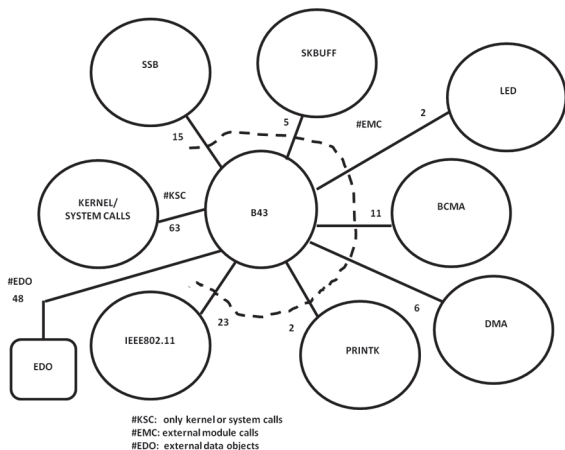 SKBUFF
SSB
LED
2
#EMC
5
15
KERNEL/
SYSTEM CALLS
#KSC
63
B43
11
BCMA
#EDO
48
EDO
IEEE802.11
23
2
PRINTK
6
DMA
#KSC: only kernel or system calls
#EMC: external module calls
#EDO: external data objects